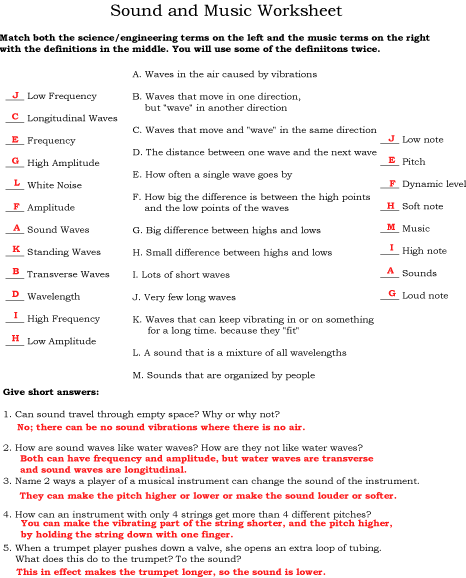 Sound and Music Worksheet
Match both the science/engineering terms on the left and the music terms on the right
with the definitions in the middle. You will use some of the definiitons twice.
A. Waves in the air caused by vibrations
J Low Frequency
B. Waves that move in one direction,
but "wave" in another direction
C Longitudinal Waves
C. Waves that move and "wave" in the same direction
E Frequency
J Low note
D. The distance between one wave and the next wave
G High Amplitude
E Pitch
E. How often a single wave goes by
L White Noise
F Dynamic level
F. How big the difference is between the high points
and the low points of the waves
F Amplitude
H Soft note
A Sound Waves
G. Big difference between highs and lows
M Music
K Standing Waves
H. Small difference between highs and lows
I High note
B Transverse Waves
I. Lots of short waves
A Sounds
D Wavelength
J. Very few long waves
G Loud note
I High Frequency
K. Waves that can keep vibrating in or on something
for a long time. because they "fit"
H Low Amplitude
L. A sound that is a mixture of all wavelengths
M. Sounds that are organized by people
Give short answers:
1. Can sound travel through empty space? Why or why not?
No; there can be no sound vibrations where there is no air.
2. How are sound waves like water waves? How are they not like water waves?
Both can have frequency and amplitude, but water waves are transverse
and sound waves are longitudinal.
3. Name 2 ways a player of a musical instrument can change the sound of the instrument.
They can make the pitch higher or lower or make the sound louder or softer.
4. How can an instrument with only 4 strings get more than 4 different pitches?
You can make the vibrating part of the string shorter, and the pitch higher,
by holding the string down with one finger.
5. When a trumpet player pushes down a valve, she opens an extra loop of tubing.
What does this do to the trumpet? To the sound?
This in effect makes the trumpet longer, so the sound is lower.